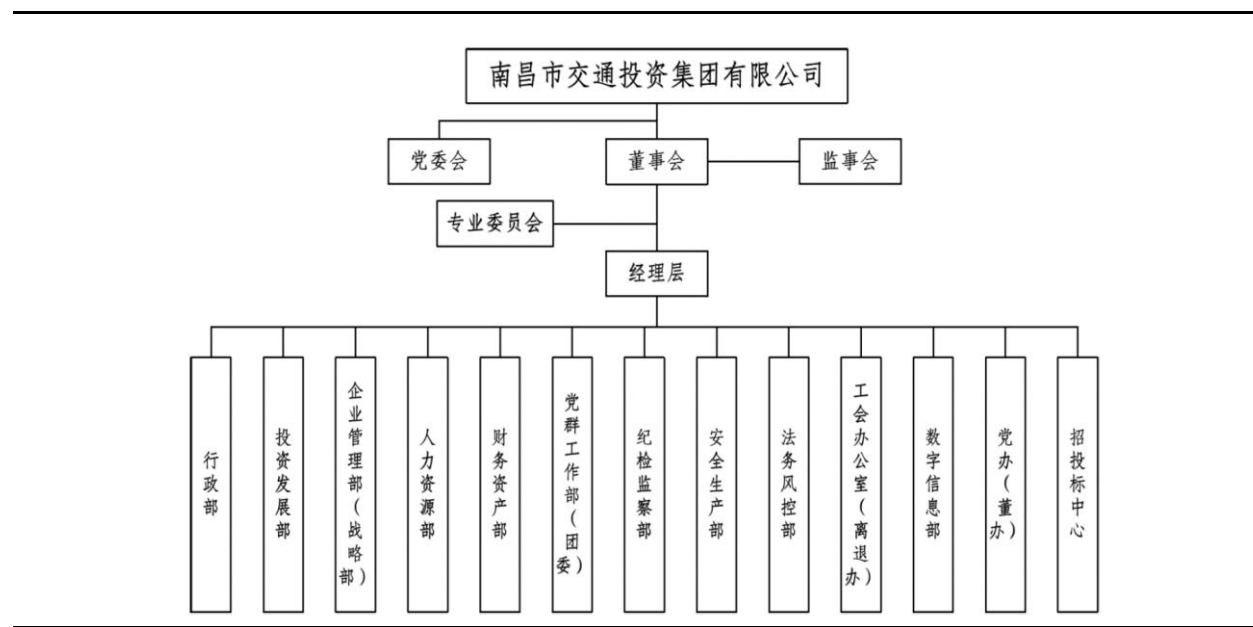 南昌市交通投资集团有限公司
党委会
董事会
监事会
专业委员会
经理层
行政部
投资发展部
企业管理部(战略部)
人力资源部
财务资产部
党群工作部(团委)
纪检监察部
安全生产部
法务风控部
工会办公室(离退办)
数字信息部
党办(董办)
招投标中心